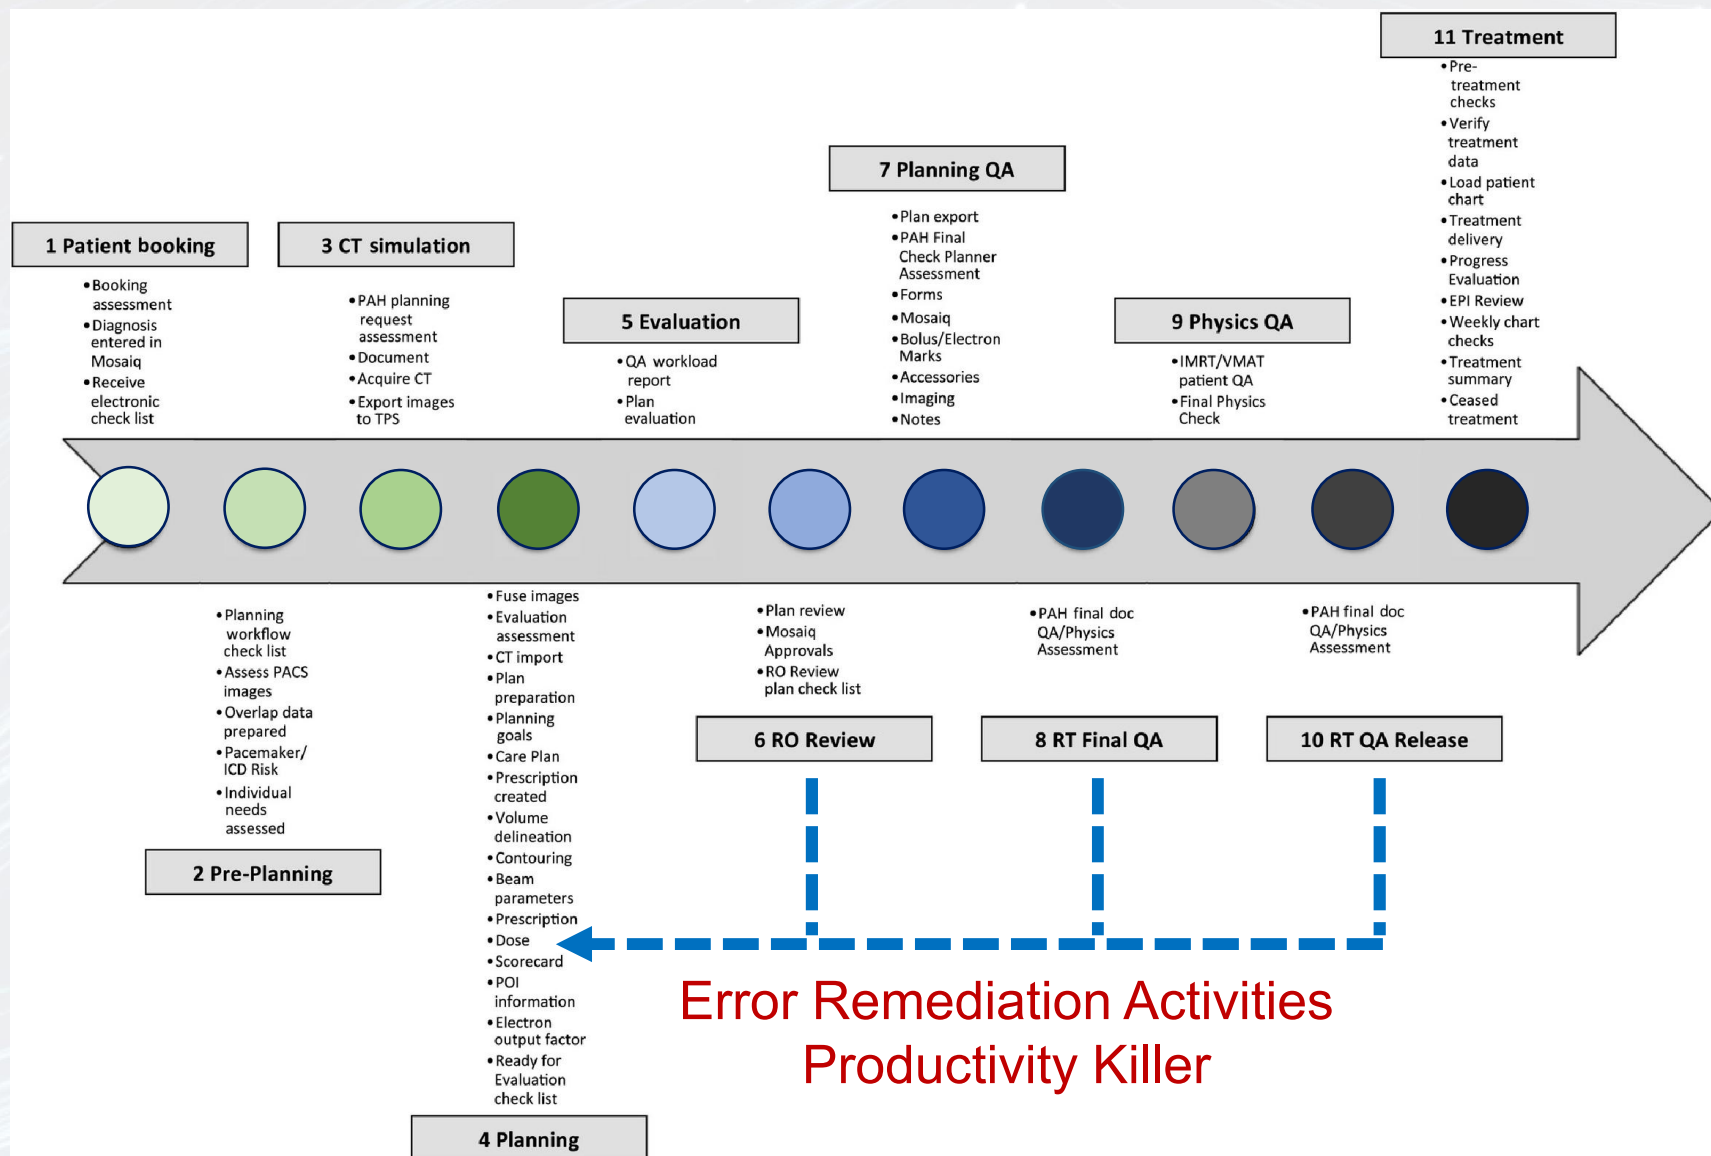 1 Patient booking
• Booking
assessment
• Diagnosis
entered in
Mosaiq
• Receive
electronic
check list
• Planning
workflow
check list
• Assess PACS
images
• Overlap data
prepared
• Pacemaker/
ICD Risk
• Individual
needs
assessed
2 Pre-Planning
3 CT simulation
• PAH planning
request
assessment
• Document
• Acquire CT
• Export images
to TPS
• Fuse images
• Evaluation
assessment
• CT import
• Plan
preparation
• Planning
goals
• Care Plan
• Prescription
created
• Volume
delineation
• Contouring
• Beam
parameters
• Prescription
• Dose
• Scorecard
• POI
information
• Electron
output factor
• Ready for
Evaluation
check list
4 Planning
5 Evaluation
• QA workload
report
• Plan
evaluation
• Plan review
• Mosaiq
Approvals
• RO Review
plan check list
6 RO Review
7 Planning QA
• Plan export
• PAH Final
Check Planner
Assessment
• Forms
• Mosaiq
• Bolus/Electron
Marks
• Accessories
• Imaging
• Notes
• PAH final doc
QA/Physics
Assessment
8 RT Final QA
9 Physics QA
• IMRT/VMAT
patient QA
• Final Physics
Check
• PAH final doc
QA/Physics
Assessment
10 RT QA Release
11 Treatment
• Pre-
treatment
checks
• Verify
treatment
data
• Load patient
chart
• Treatment
delivery
• Progress
Evaluation
• EPI Review
• Weekly chart
checks
• Treatment
summary
• Ceased
treatment
Error Remediation Activities
Productivity Killer